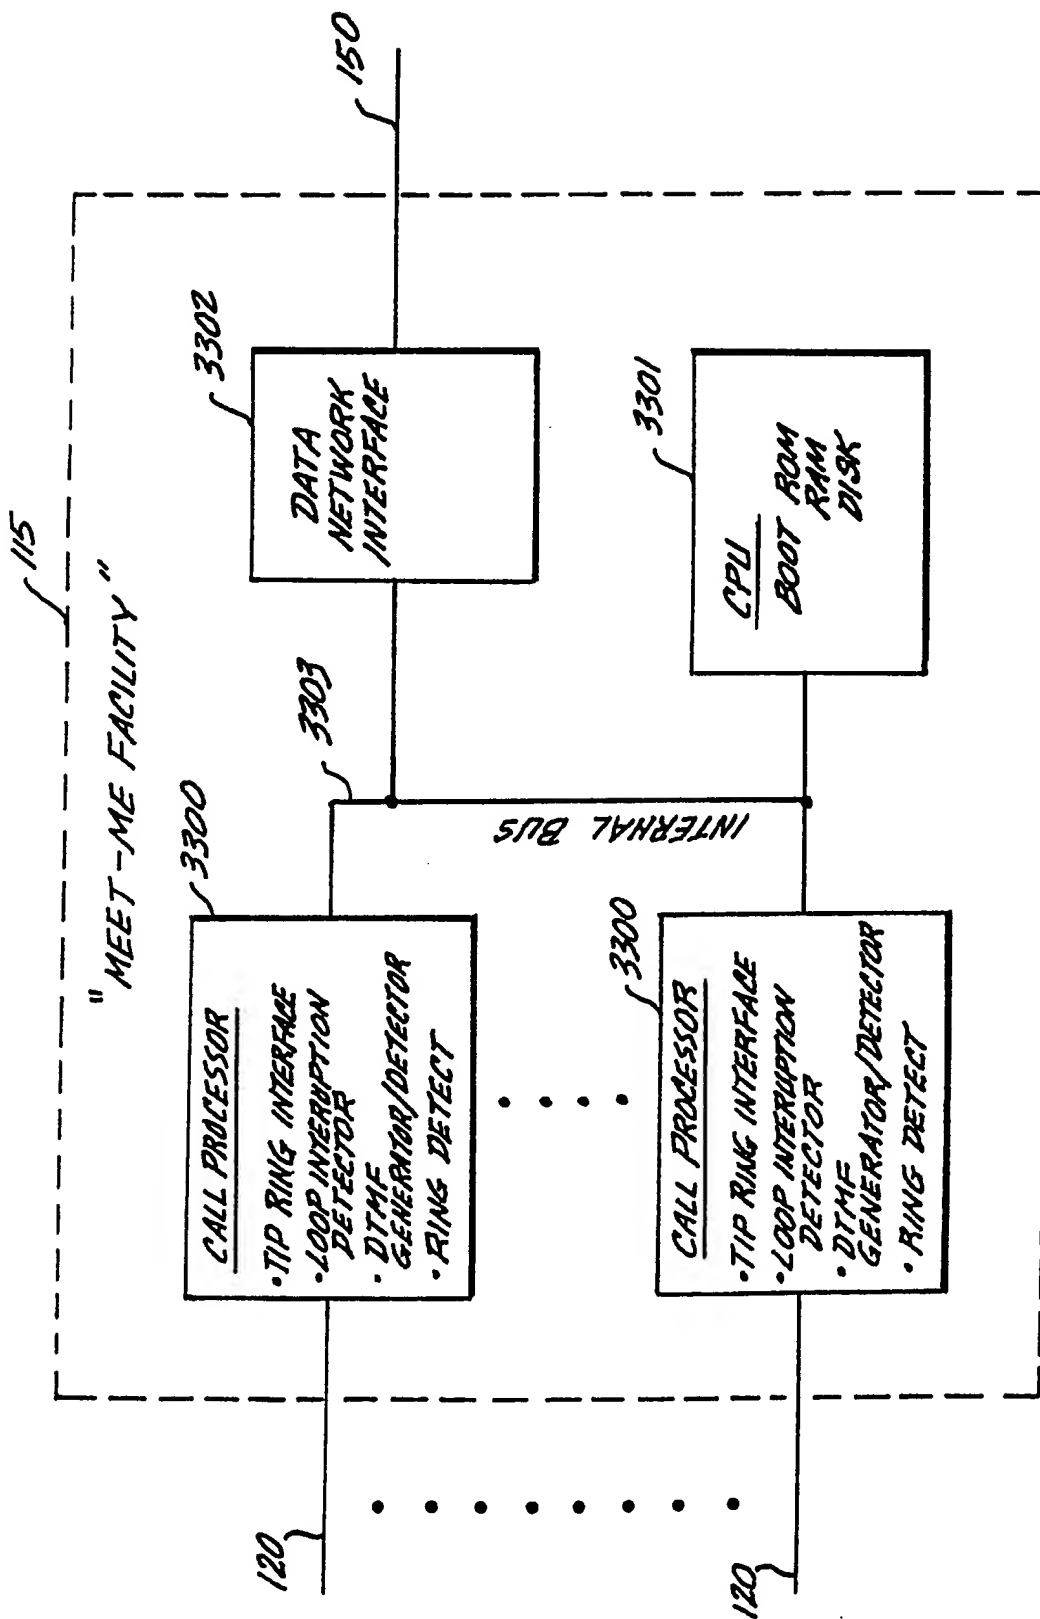 115
"MEET-ME FACILITY"
3300
CALL PROCESSOR
•TIP RING INTERFACE
•LOOP INTERUPTION
DETECTOR
•DTMF
GENERATOR/DETECTOR
•RING DETECT
120
3303
INTERNAL BUS
3302
DATA
NETWORK
INTERFACE
150
3300
CALL PROCESSOR
•TIP RING INTERFACE
•LOOP INTERRUPTION
DETECTOR
•DTMF
GENERATOR/DETECTOR
•RING DETECT
120
3301
CPU
BOOT ROM
RAM
DISK